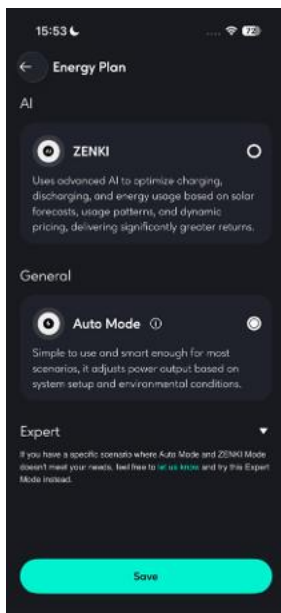 15:53
72
Energy Plan
AI
ZENKI
Uses advanced AI to optimize charging,
discharging, and energy usage based on solar
forecasts, usage patterns, and dynamic
pricing, delivering significantly greater returns.
General
Auto Mode
Simple to use and smart enough for most
scenarios, it adjusts power output based on
system setup and environmental conditions.
Expert
If you have a specific scenario where Auto Mode and ZENKI Mode
doesn't meet your needs, feel free to let us know and try this Expert
Mode instead.
Save